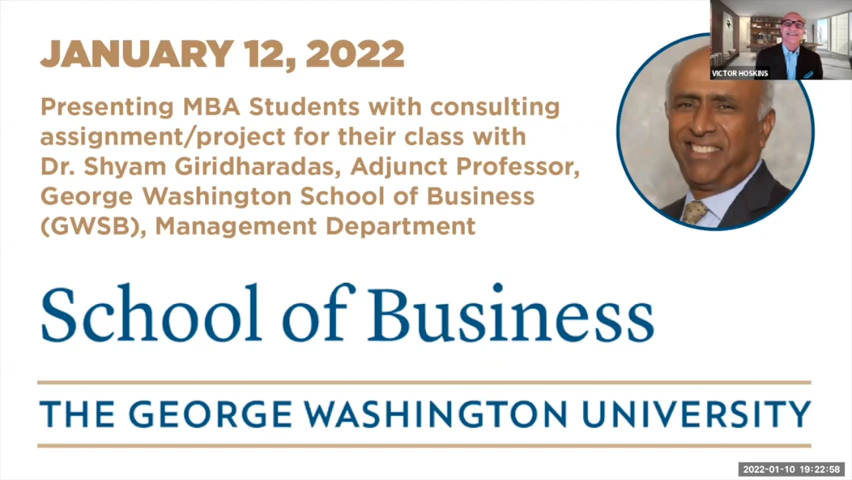 JANUARY 12, 2022
VICTOR HOSKINS
Presenting MBA Students with consulting
assignment/project for their class with
Dr. Shyam Giridharadas, Adjunct Professor,
George Washington School of Business
(GWSB), Management Department
School of Business
THE GEORGE WASHINGTON UNIVERSITY
2022-01-10 19:22:58